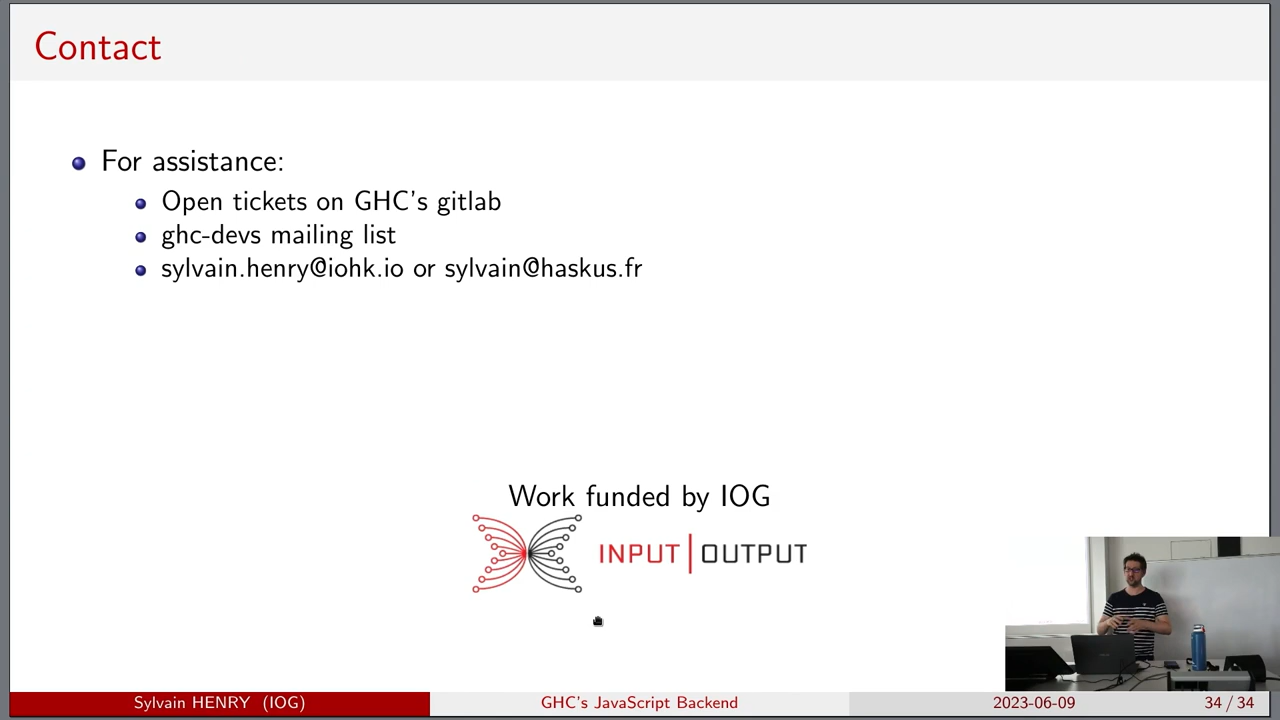 Contact
For assistance:
Open tickets on GHC's gitlab
ghc-devs mailing list
sylvain.henry@iohk.io or sylvain@haskus.fr
Work funded by IOG
INPUT|OUTPUT
Sylvain HENRY (IOG)
GHC's JavaScript Backend
2023-06-09
34 / 34